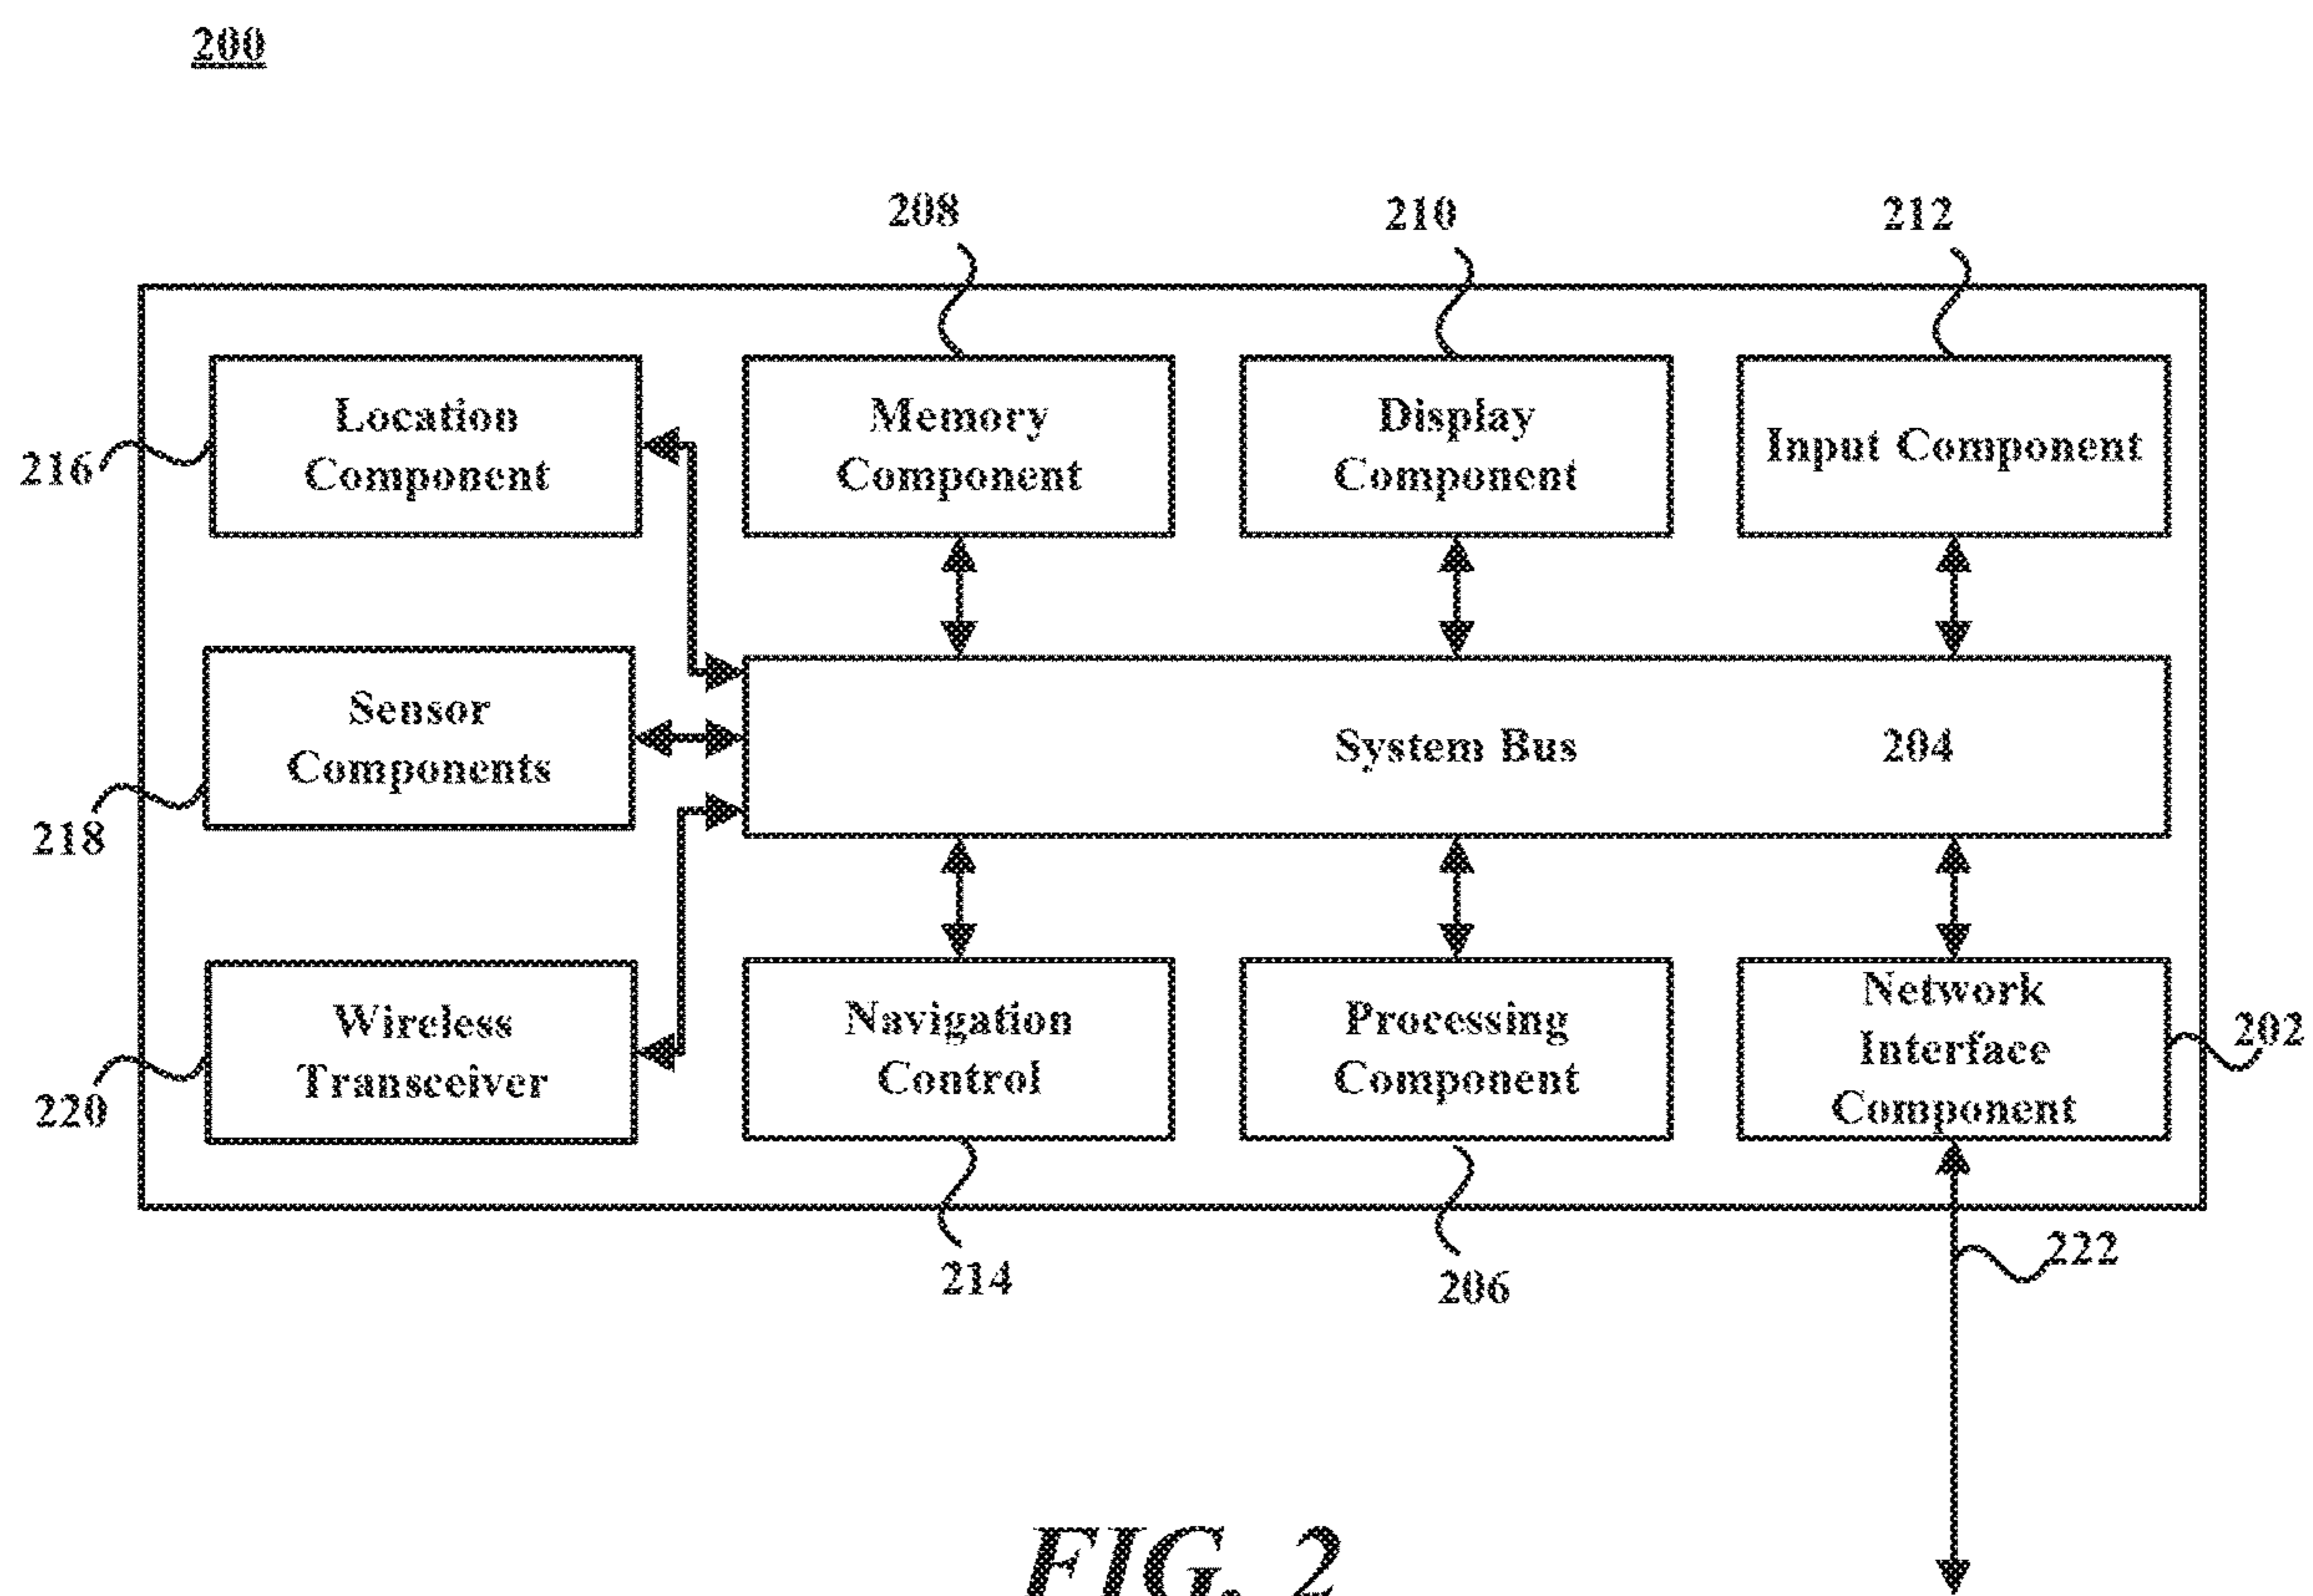 200
208
210
212
Location
Component
Memory
Component
Display
Component
Input Component
216
Sensor
Components
System Bus
204
218
Wireless
Transceiver
Navigation
Control
Processing
Component
Network
Interface
Component
202
220
214
206
222
FIG. 2